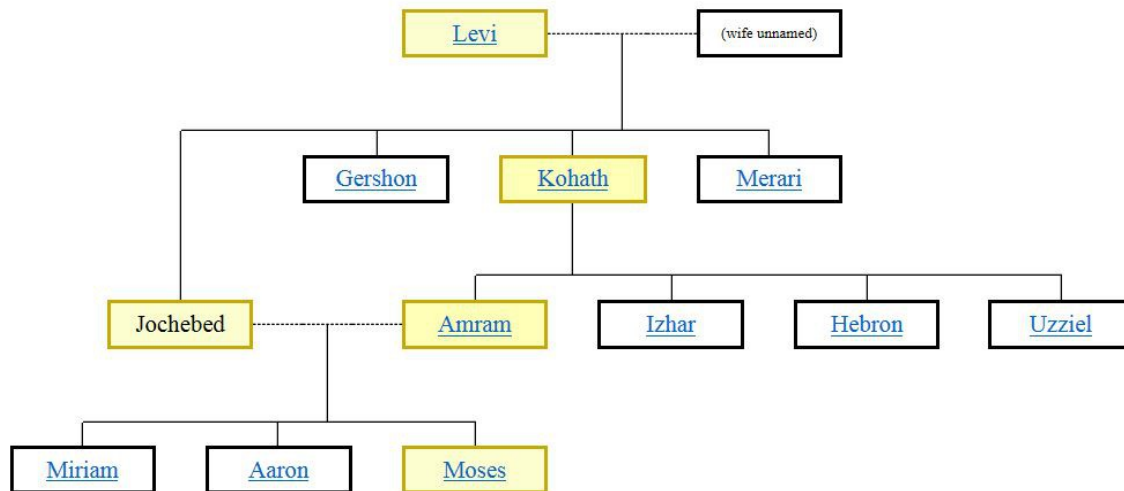 Levi
(wife unnamed)
Gershon
Kohath
Merari
Jochebed
Amram
Izhar
Hebron
Uzziel
Miriam
Aaron
Moses